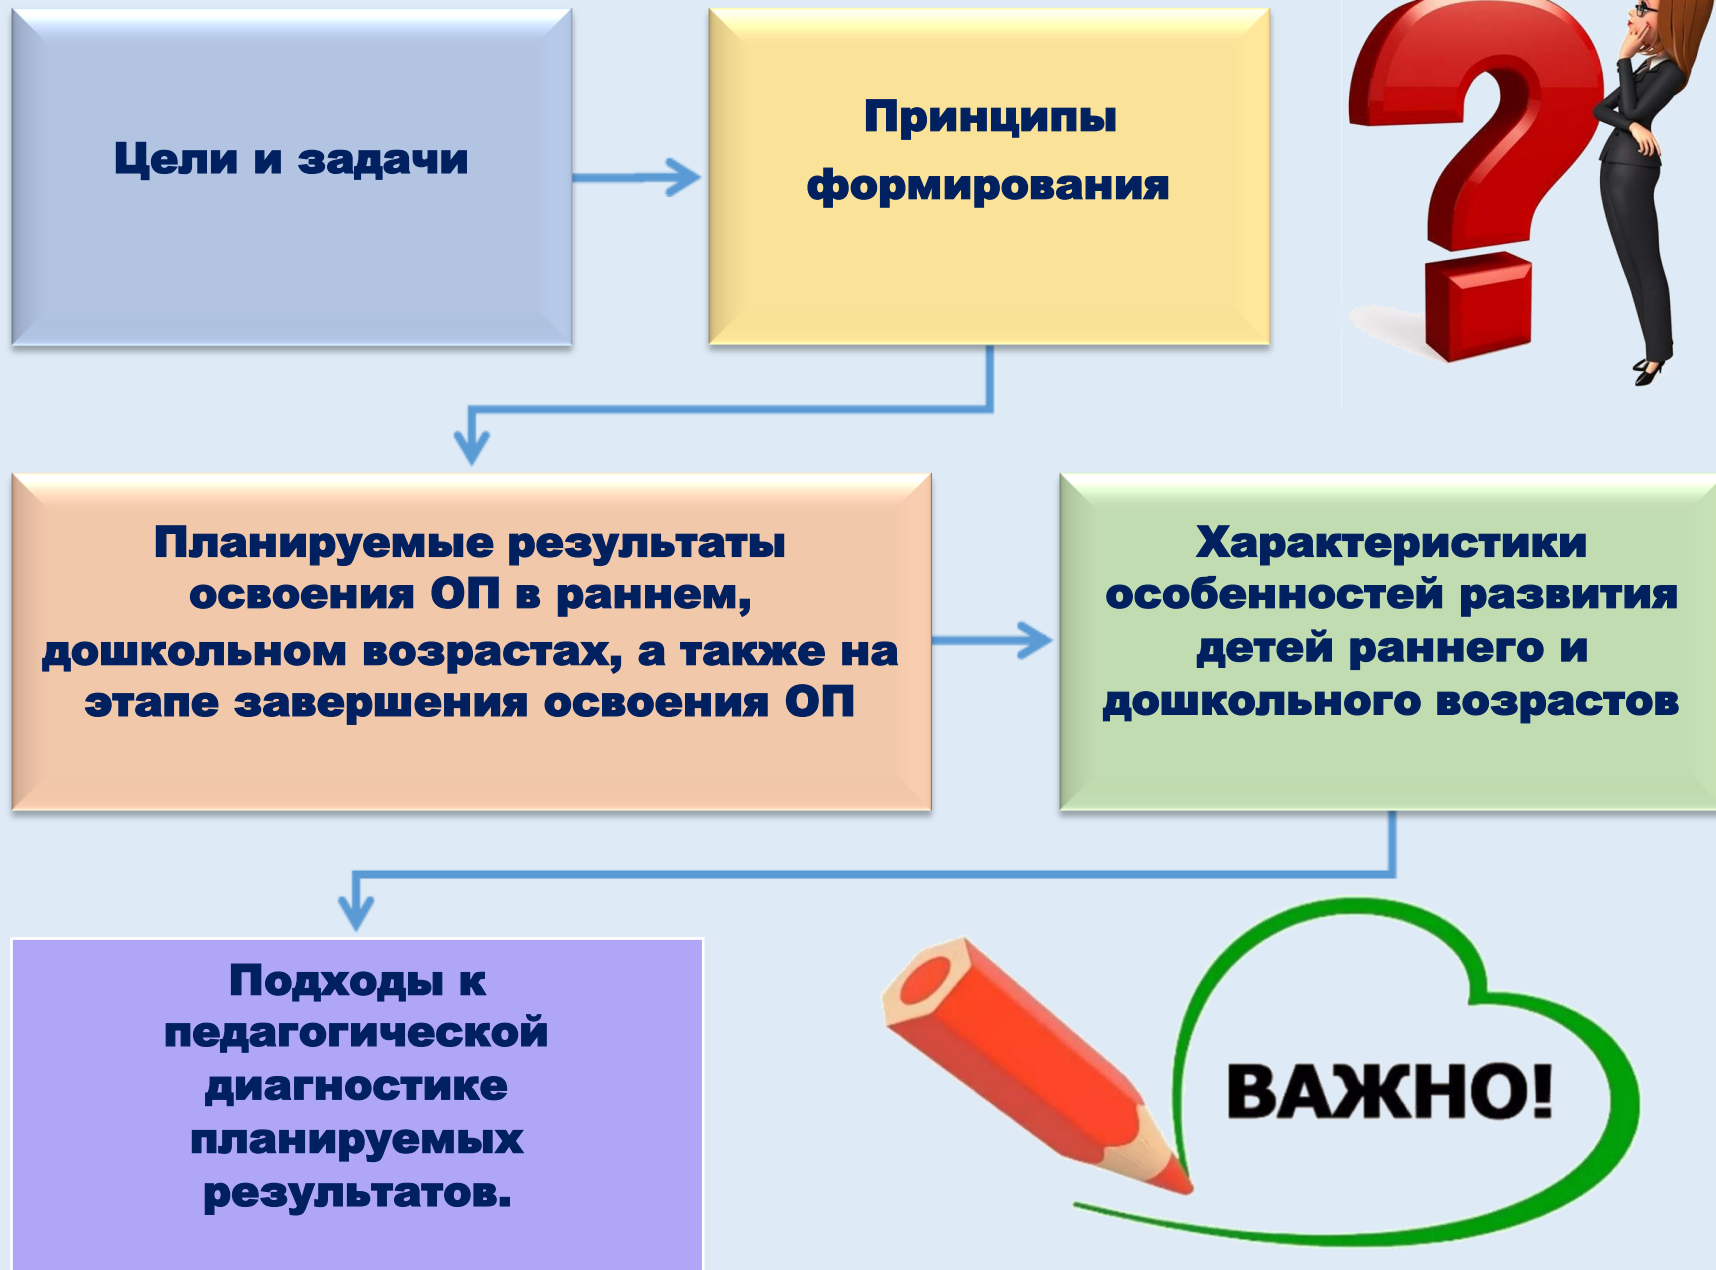 Цели и задачи
Принципы
формирования
Планируемые результаты
освоения ОП в раннем,
дошкольном возрастах, а также на
этапе завершения освоения ОП
Характеристики
особенностей развития
детей раннего и
дошкольного возрастов
Подходы к
педагогической
диагностике
планируемых
результатов.
ВАЖНО!